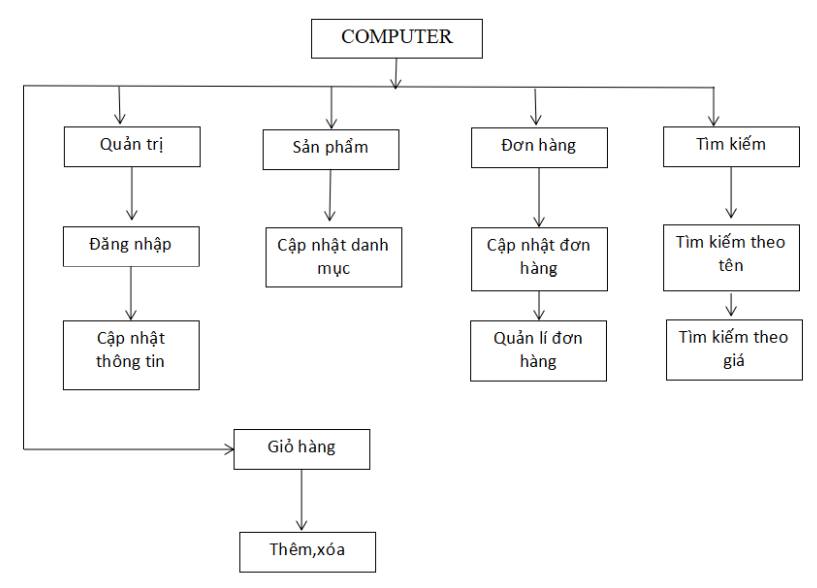 COMPUTER
Quản trị
Sản phẩm
Đơn hàng
Tìm kiếm
Đăng nhập
Cập nhật danh
mục
Cập nhật đơn
hàng
Tìm kiếm theo
tên
Cập nhật
thông tin
Quản lí đơn
hàng
Tìm kiếm theo
giá
Giỏ hàng
Thêm,xóa